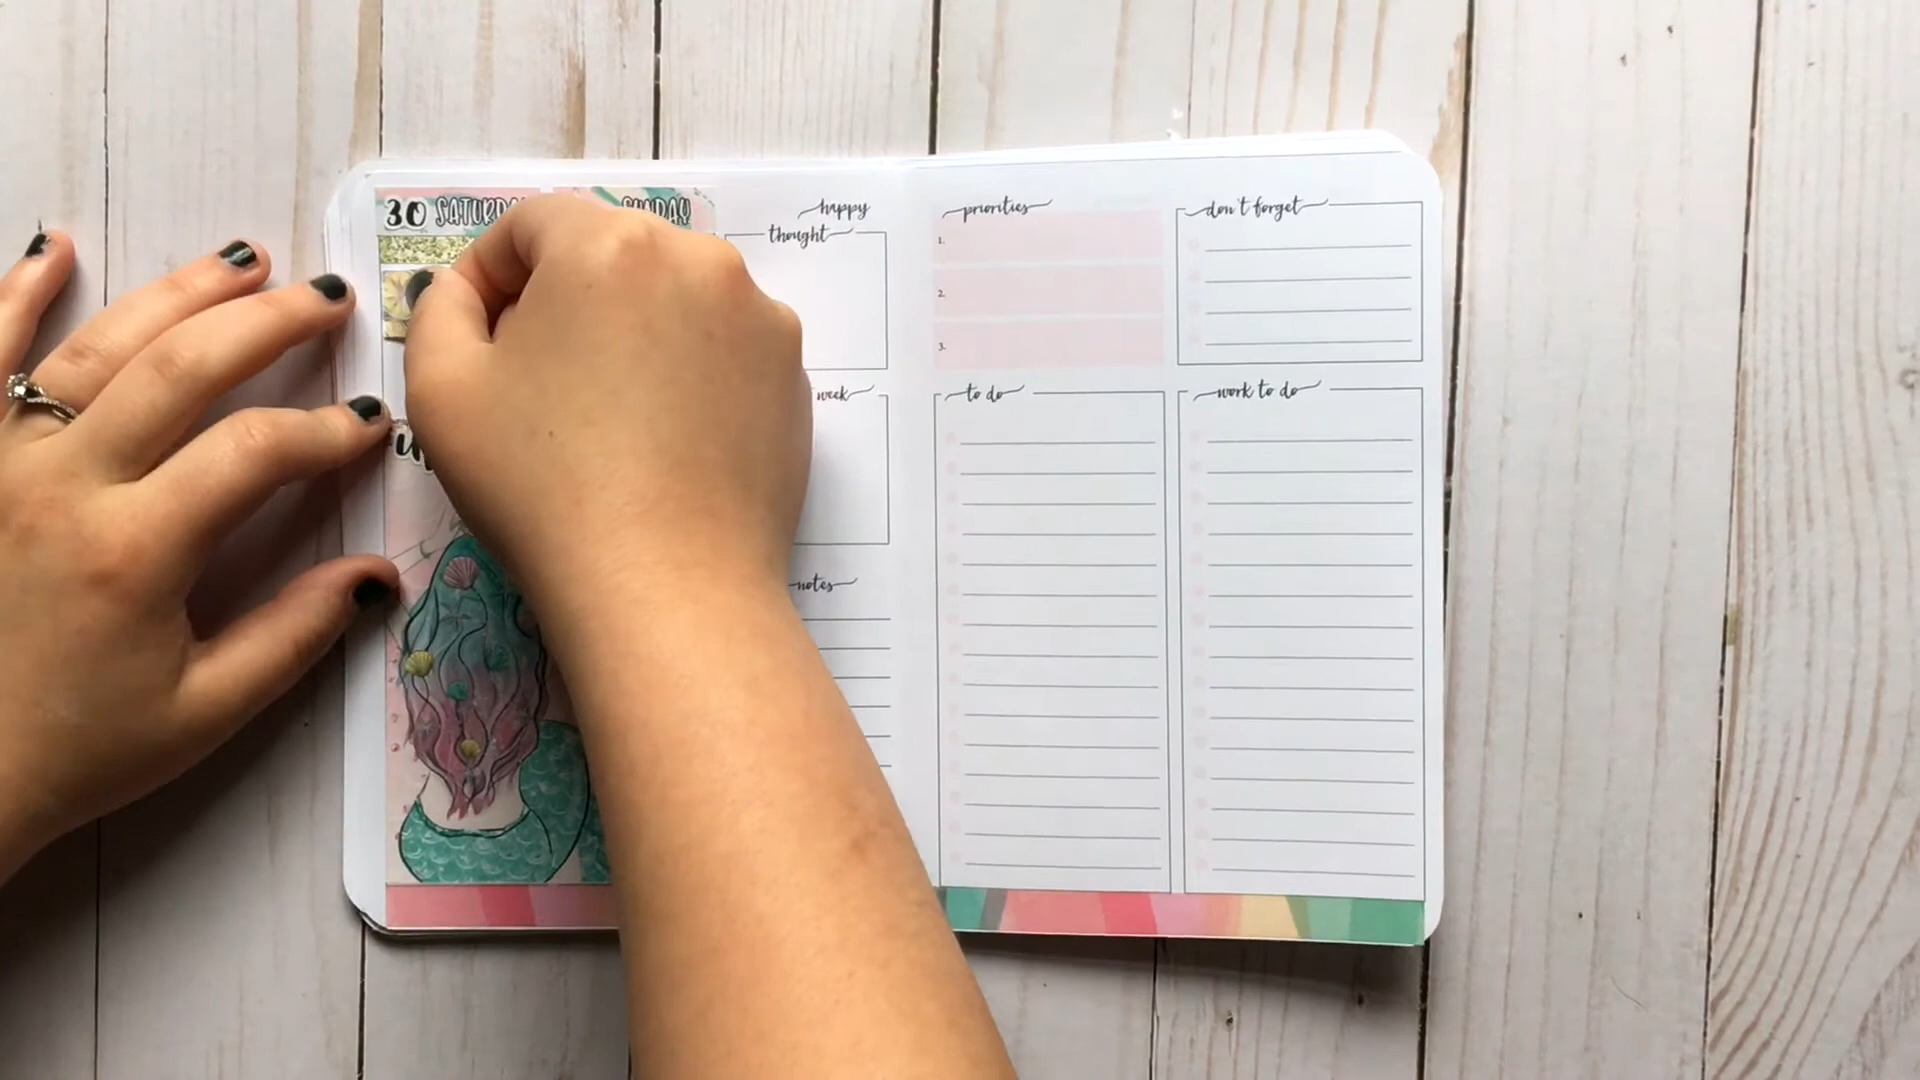 30 SATURDAY
SUNDAY
happy
thought
week
notes
priorities
1.
2.
3.
don't forget
to do
work to do